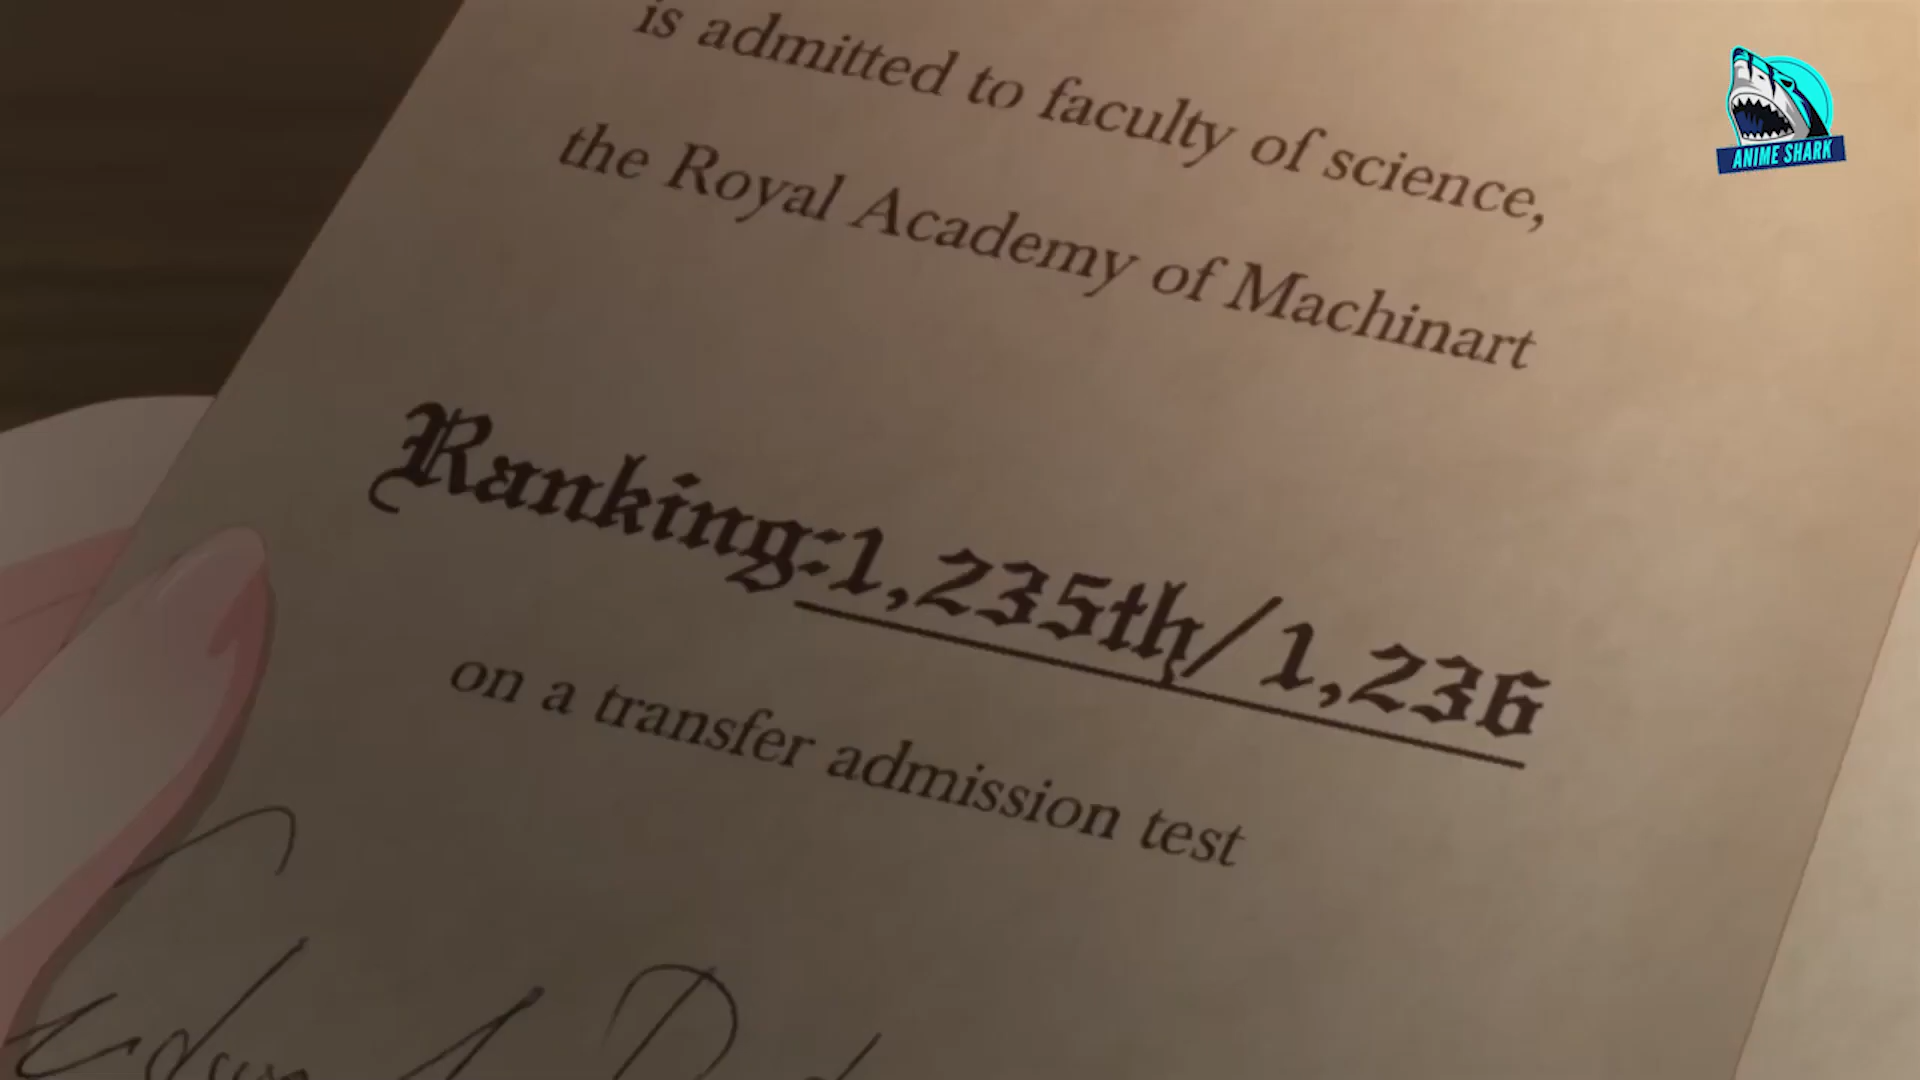 is admitted to faculty of science,
the Royal Academy of Machinart
Ranking:1,235th/1,236
on a transfer admission test
ANIME SHARK